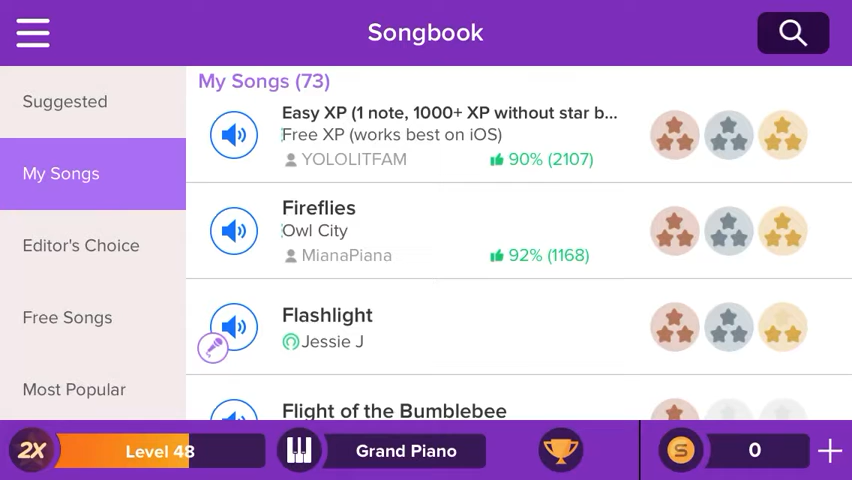 Songbook
Suggested
My Songs
Editor's Choice
Free Songs
Most Popular
My Songs (73)
Easy XP (1 note, 1000+ XP without star b...
Free XP (works best on iOS)
YOLOLITFAM
90% (2107)
Fireflies
Owl City
MianaPiana
92% (1168)
Flashlight
Jessie J
Flight of the Bumblebee
2X
Level 48
Grand Piano
S
0